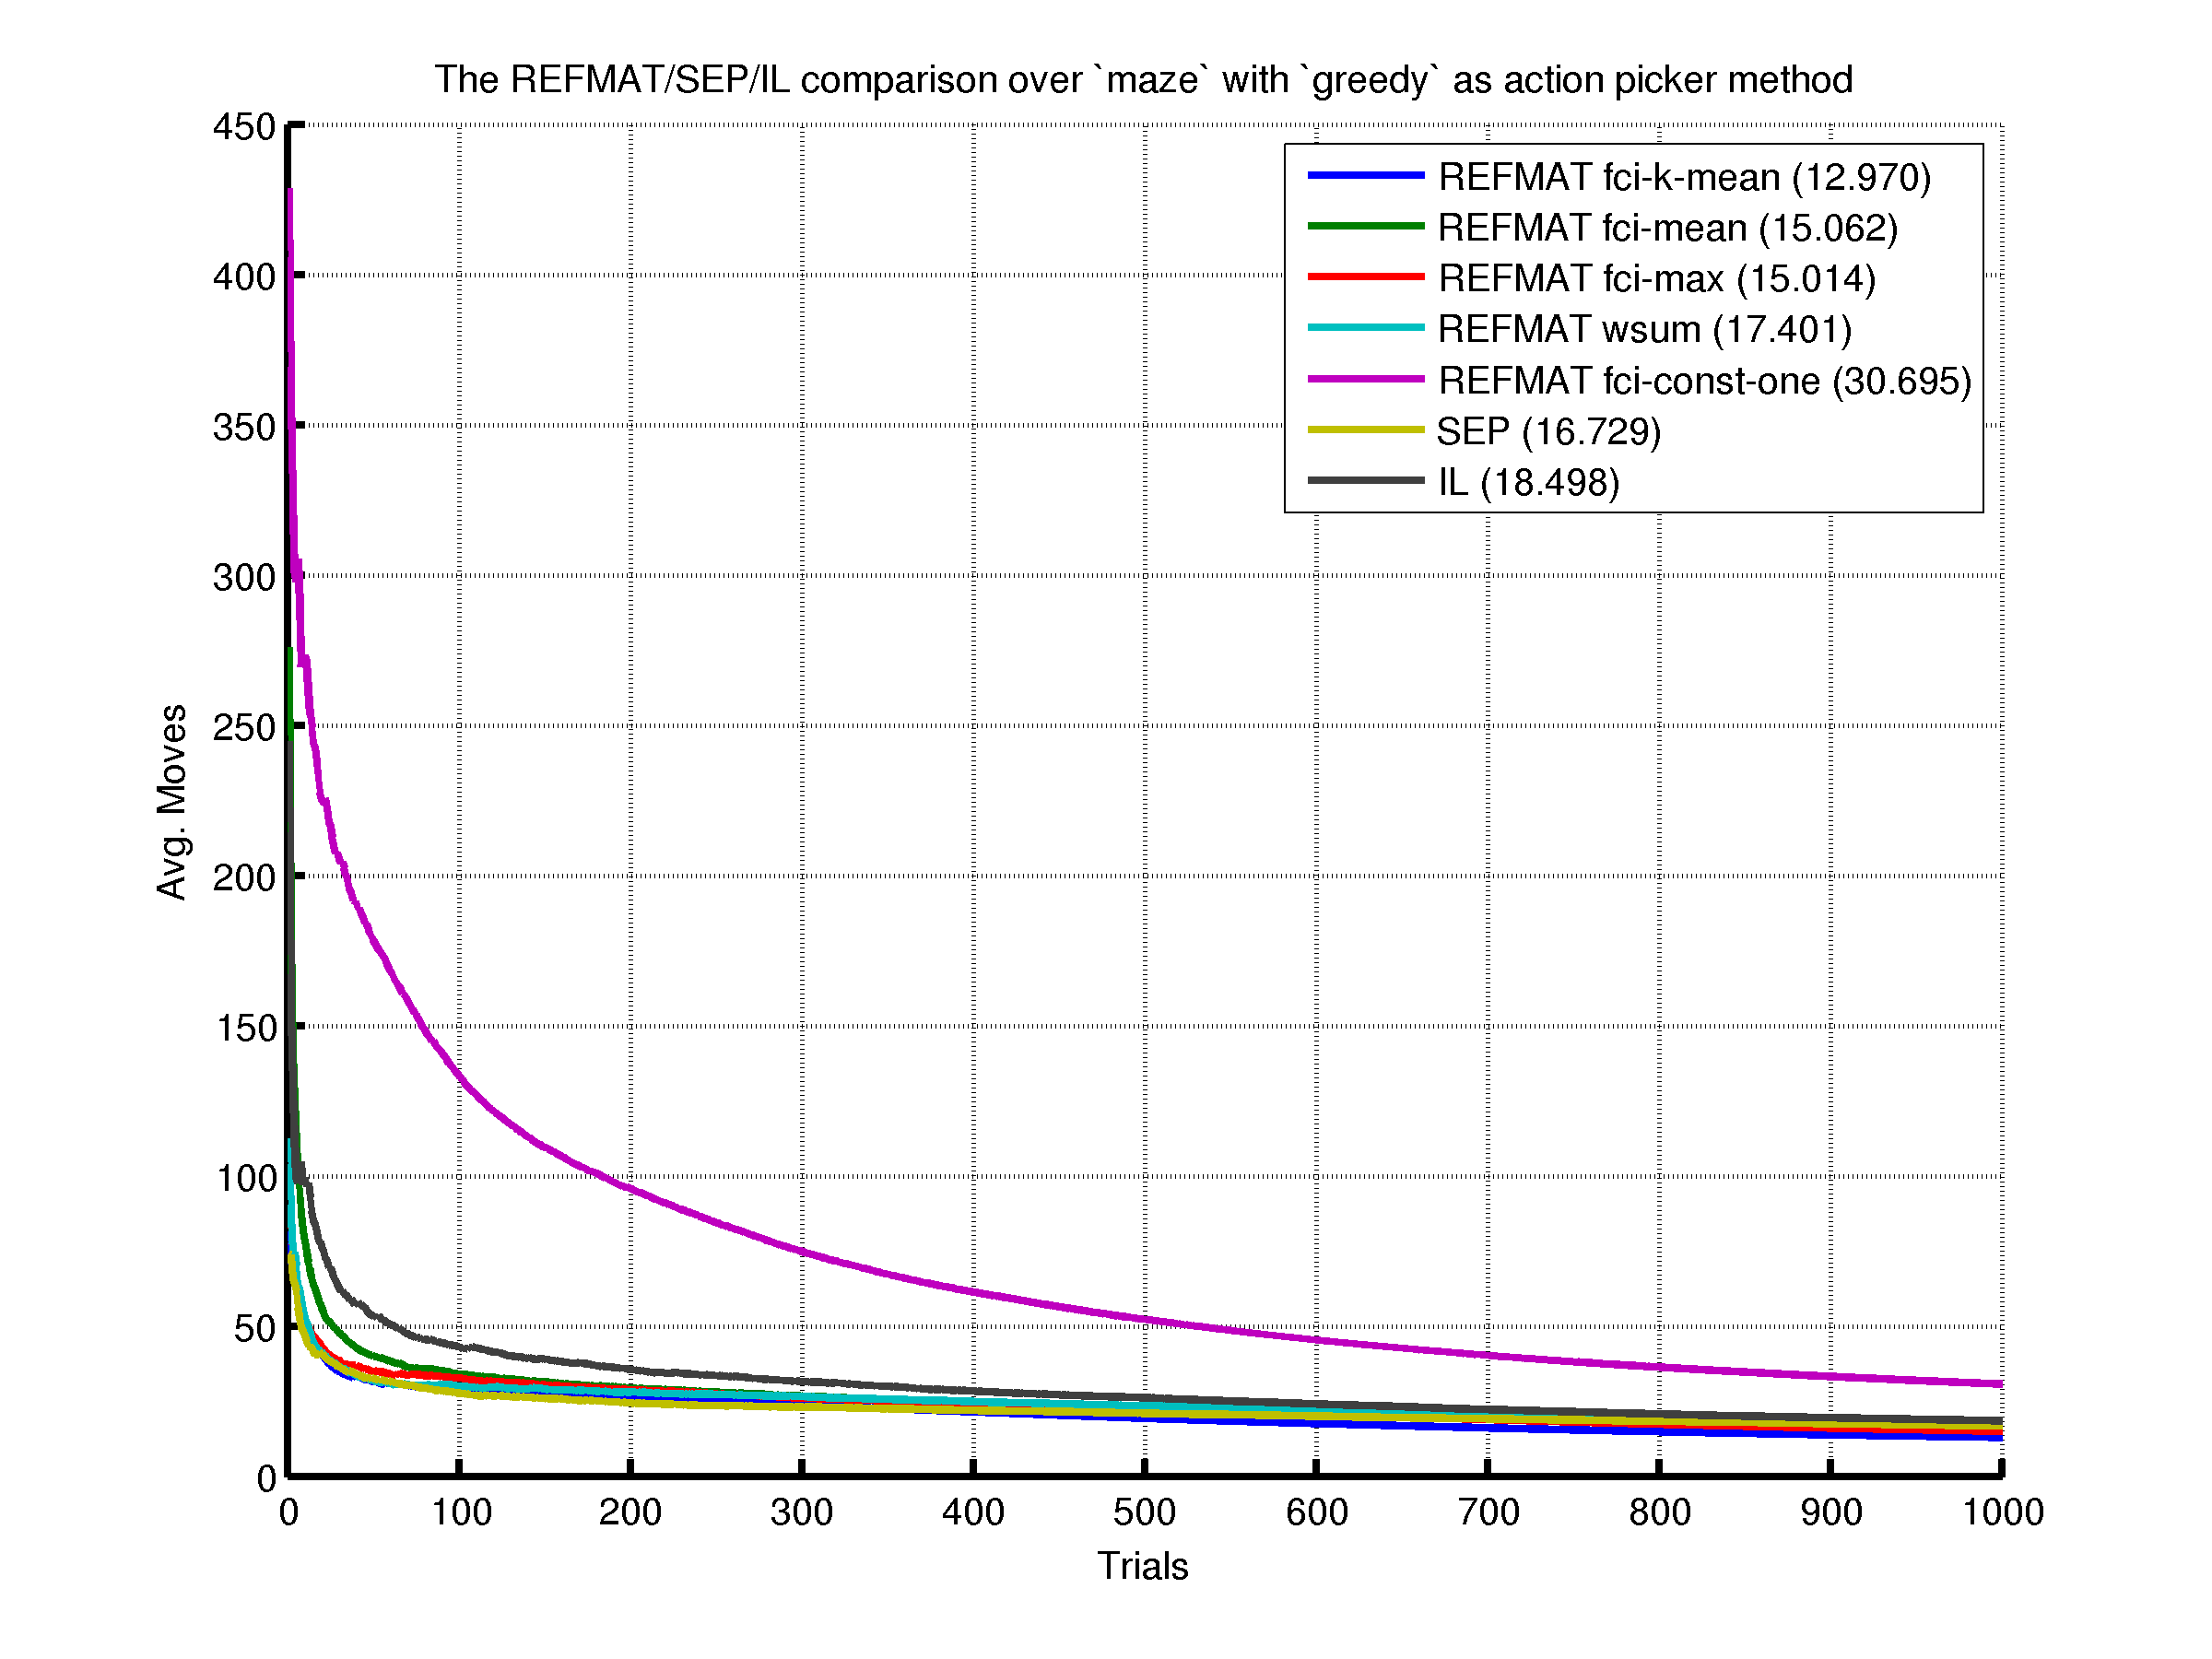 The REFMAT/SEP/IL comparison over `maze` with `greedy` as action picker method
450
400
350
300
250
200
150
100
50
0
Avg. Moves
REFMAT fci-k-mean (12.970)
REFMAT fci-mean (15.062)
REFMAT fci-max (15.014)
REFMAT wsum (17.401)
REFMAT fci-const-one (30.695)
SEP (16.729)
IL (18.498)
0 100 200 300 400 500 600 700 800 900 1000
Trials